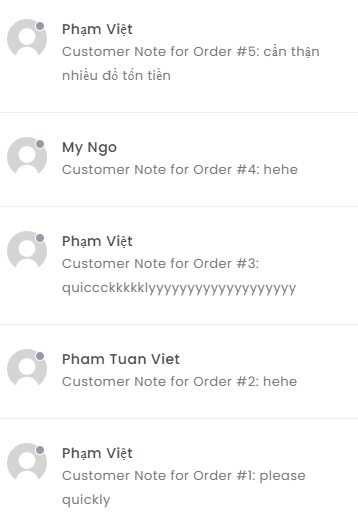 Phạm Việt
Customer Note for Order #5: cẩn thận
nhiều đồ tốn tiền
My Ngo
Customer Note for Order #4: hehe
Phạm Việt
Customer Note for Order #3:
quiccckkkkklyyyyyyyyyyyyyyyyyyy
Pham Tuan Viet
Customer Note for Order #2: hehe
Phạm Việt
Customer Note for Order #1: please
quickly